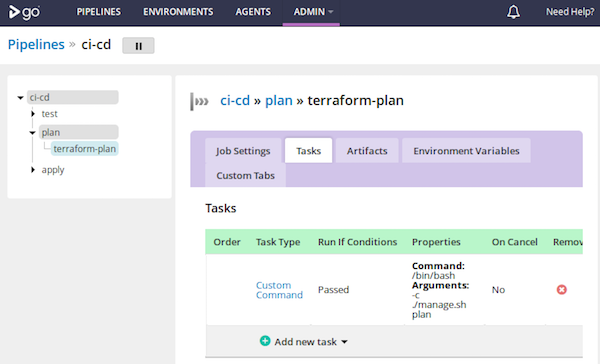 go PIPELINES ENVIRONMENTS AGENTS ADMIN Need Help?
Pipelines » ci-cd
ci-cd
test
plan
terraform-plan
apply
ci-cd » plan » terraform-plan
Job Settings Tasks Artifacts Environment Variables
Custom Tabs
Tasks
Order Task Type Run If Conditions Properties On Cancel Remov
Custom Command
Passed
Command:
/bin/bash
Arguments:
-c
./manage.sh
plan
No
Add new task